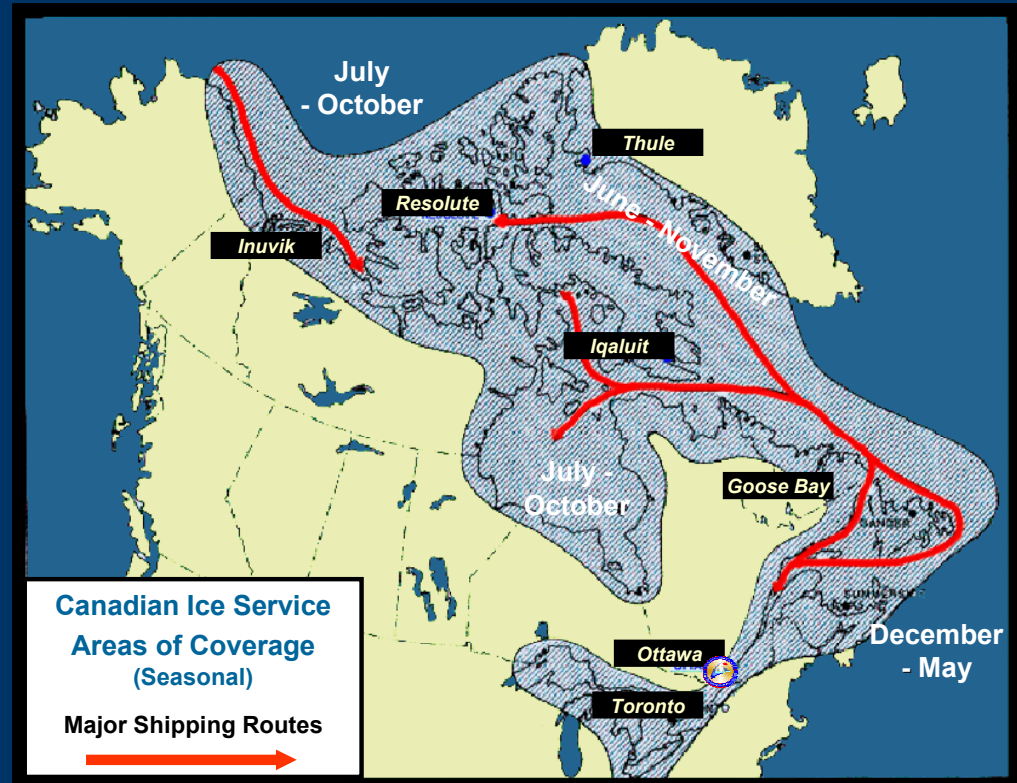 July
- October
Thule
June - November
Resolute
Inuvik
Iqaluit
July -
October
Goose Bay
GANDER
December
- May
Ottawa
Toronto
Canadian Ice Service
Areas of Coverage
(Seasonal)
Major Shipping Routes